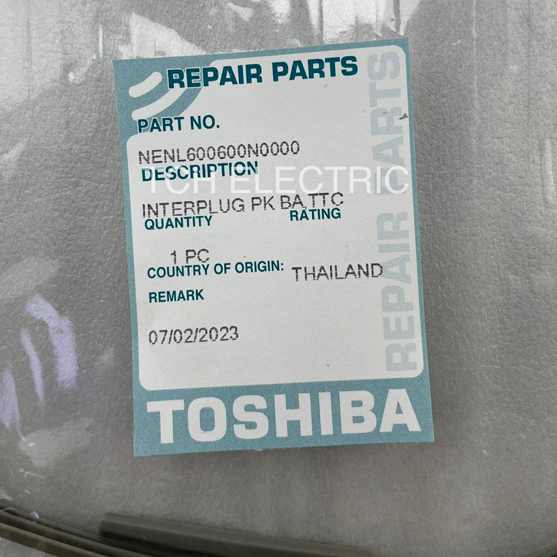 REPAIR PARTS
PART NO.
NENL600600N0000
DESCRIPTION
TCH ELECTRIC
INTERPLUG PK BA,TTC
QUANTITY RATING
1 PC
COUNTRY OF ORIGIN: THAILAND
REMARK
07/02/2023
REPAIR PARTS
TOSHIBA